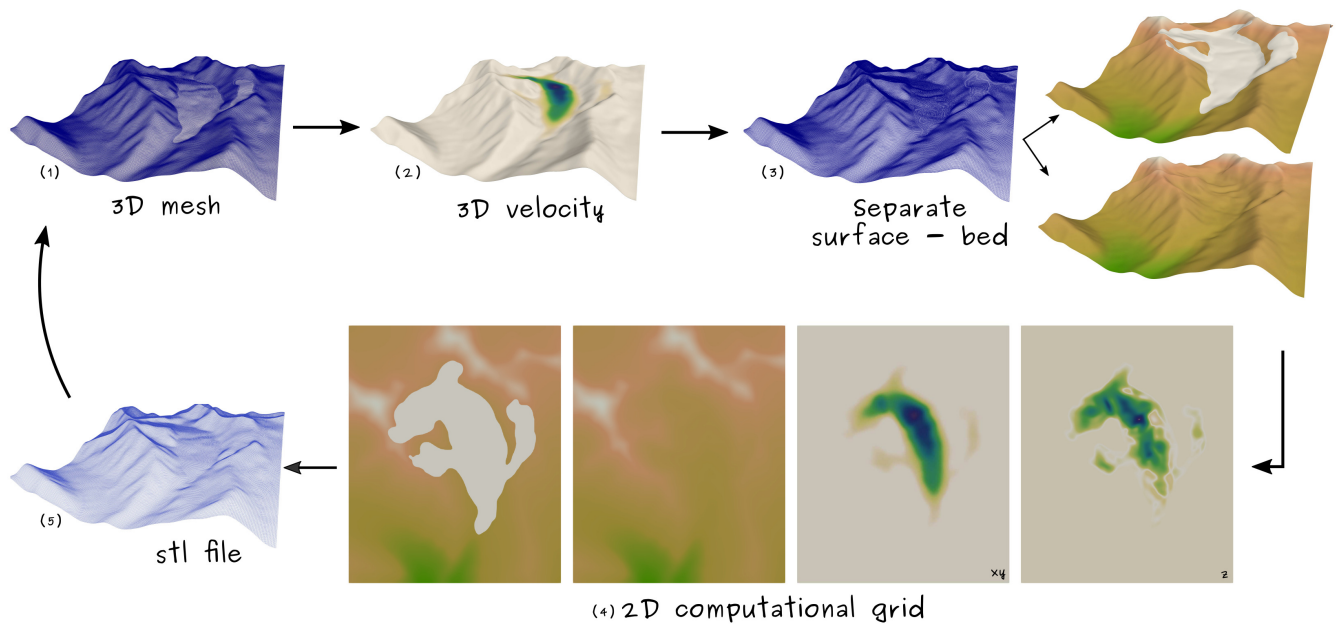 (1)
3D mesh
(2)
3D velocity
(3)
Separate
surface - bed
xy
z
(4) 2D computational grid
(5)
stl file